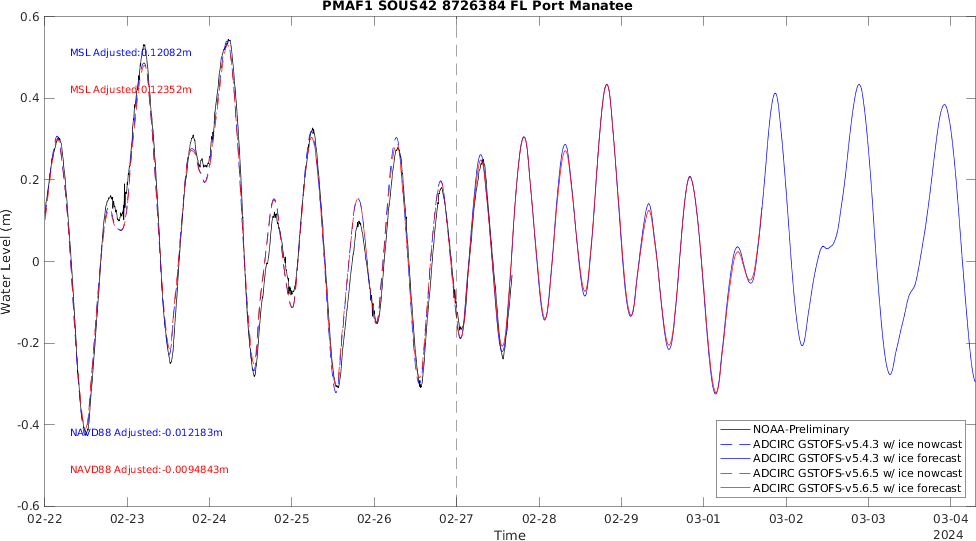 PMAF1 SOUS42 8726384 FL Port Manatee
0.6
0.4
0.2
0
-0.2
-0.4
-0.6
Water Level (m)
MSL Adjusted:0.12082m
MSL Adjusted:0.12352m
NAVD88 Adjusted:-0.012183m
NAVD88 Adjusted:-0.0094843m
NOAA-Preliminary
ADCIRC GSTOFS-v5.4.3 w/ ice nowcast
ADCIRC GSTOFS-v5.4.3 w/ ice forecast
ADCIRC GSTOFS-v5.6.5 w/ ice nowcast
ADCIRC GSTOFS-v5.6.5 w/ ice forecast
02-22 02-23 02-24 02-25 02-26 02-27 02-28 02-29 03-01 03-02 03-03 03-04
Time
2024